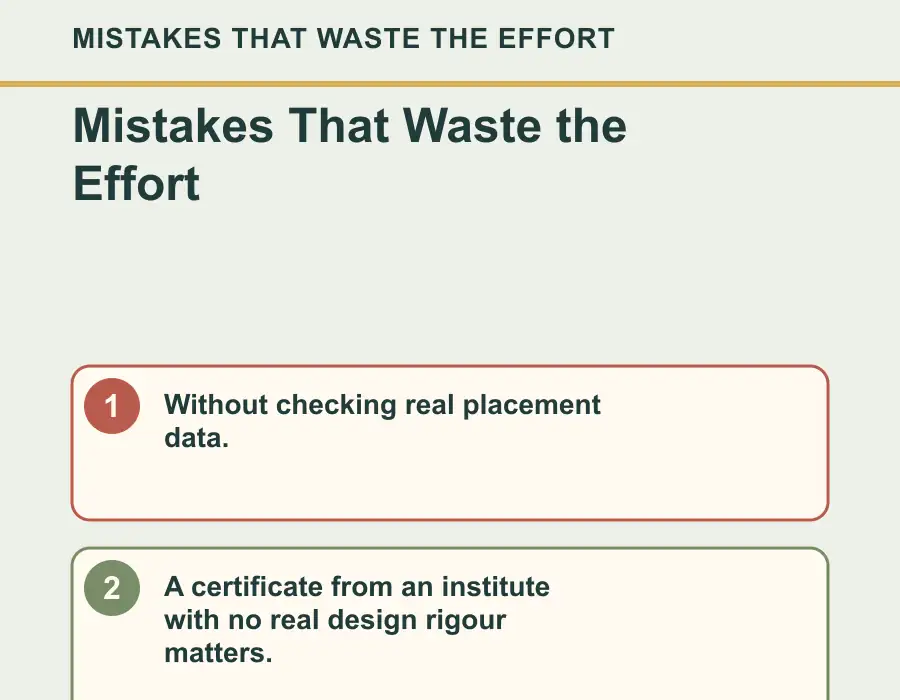 MISTAKES THAT WASTE THE EFFORT
Mistakes That Waste the
Effort
1
Without checking real placement
data.
2
A certificate from an institute
with no real design rigour
matters.